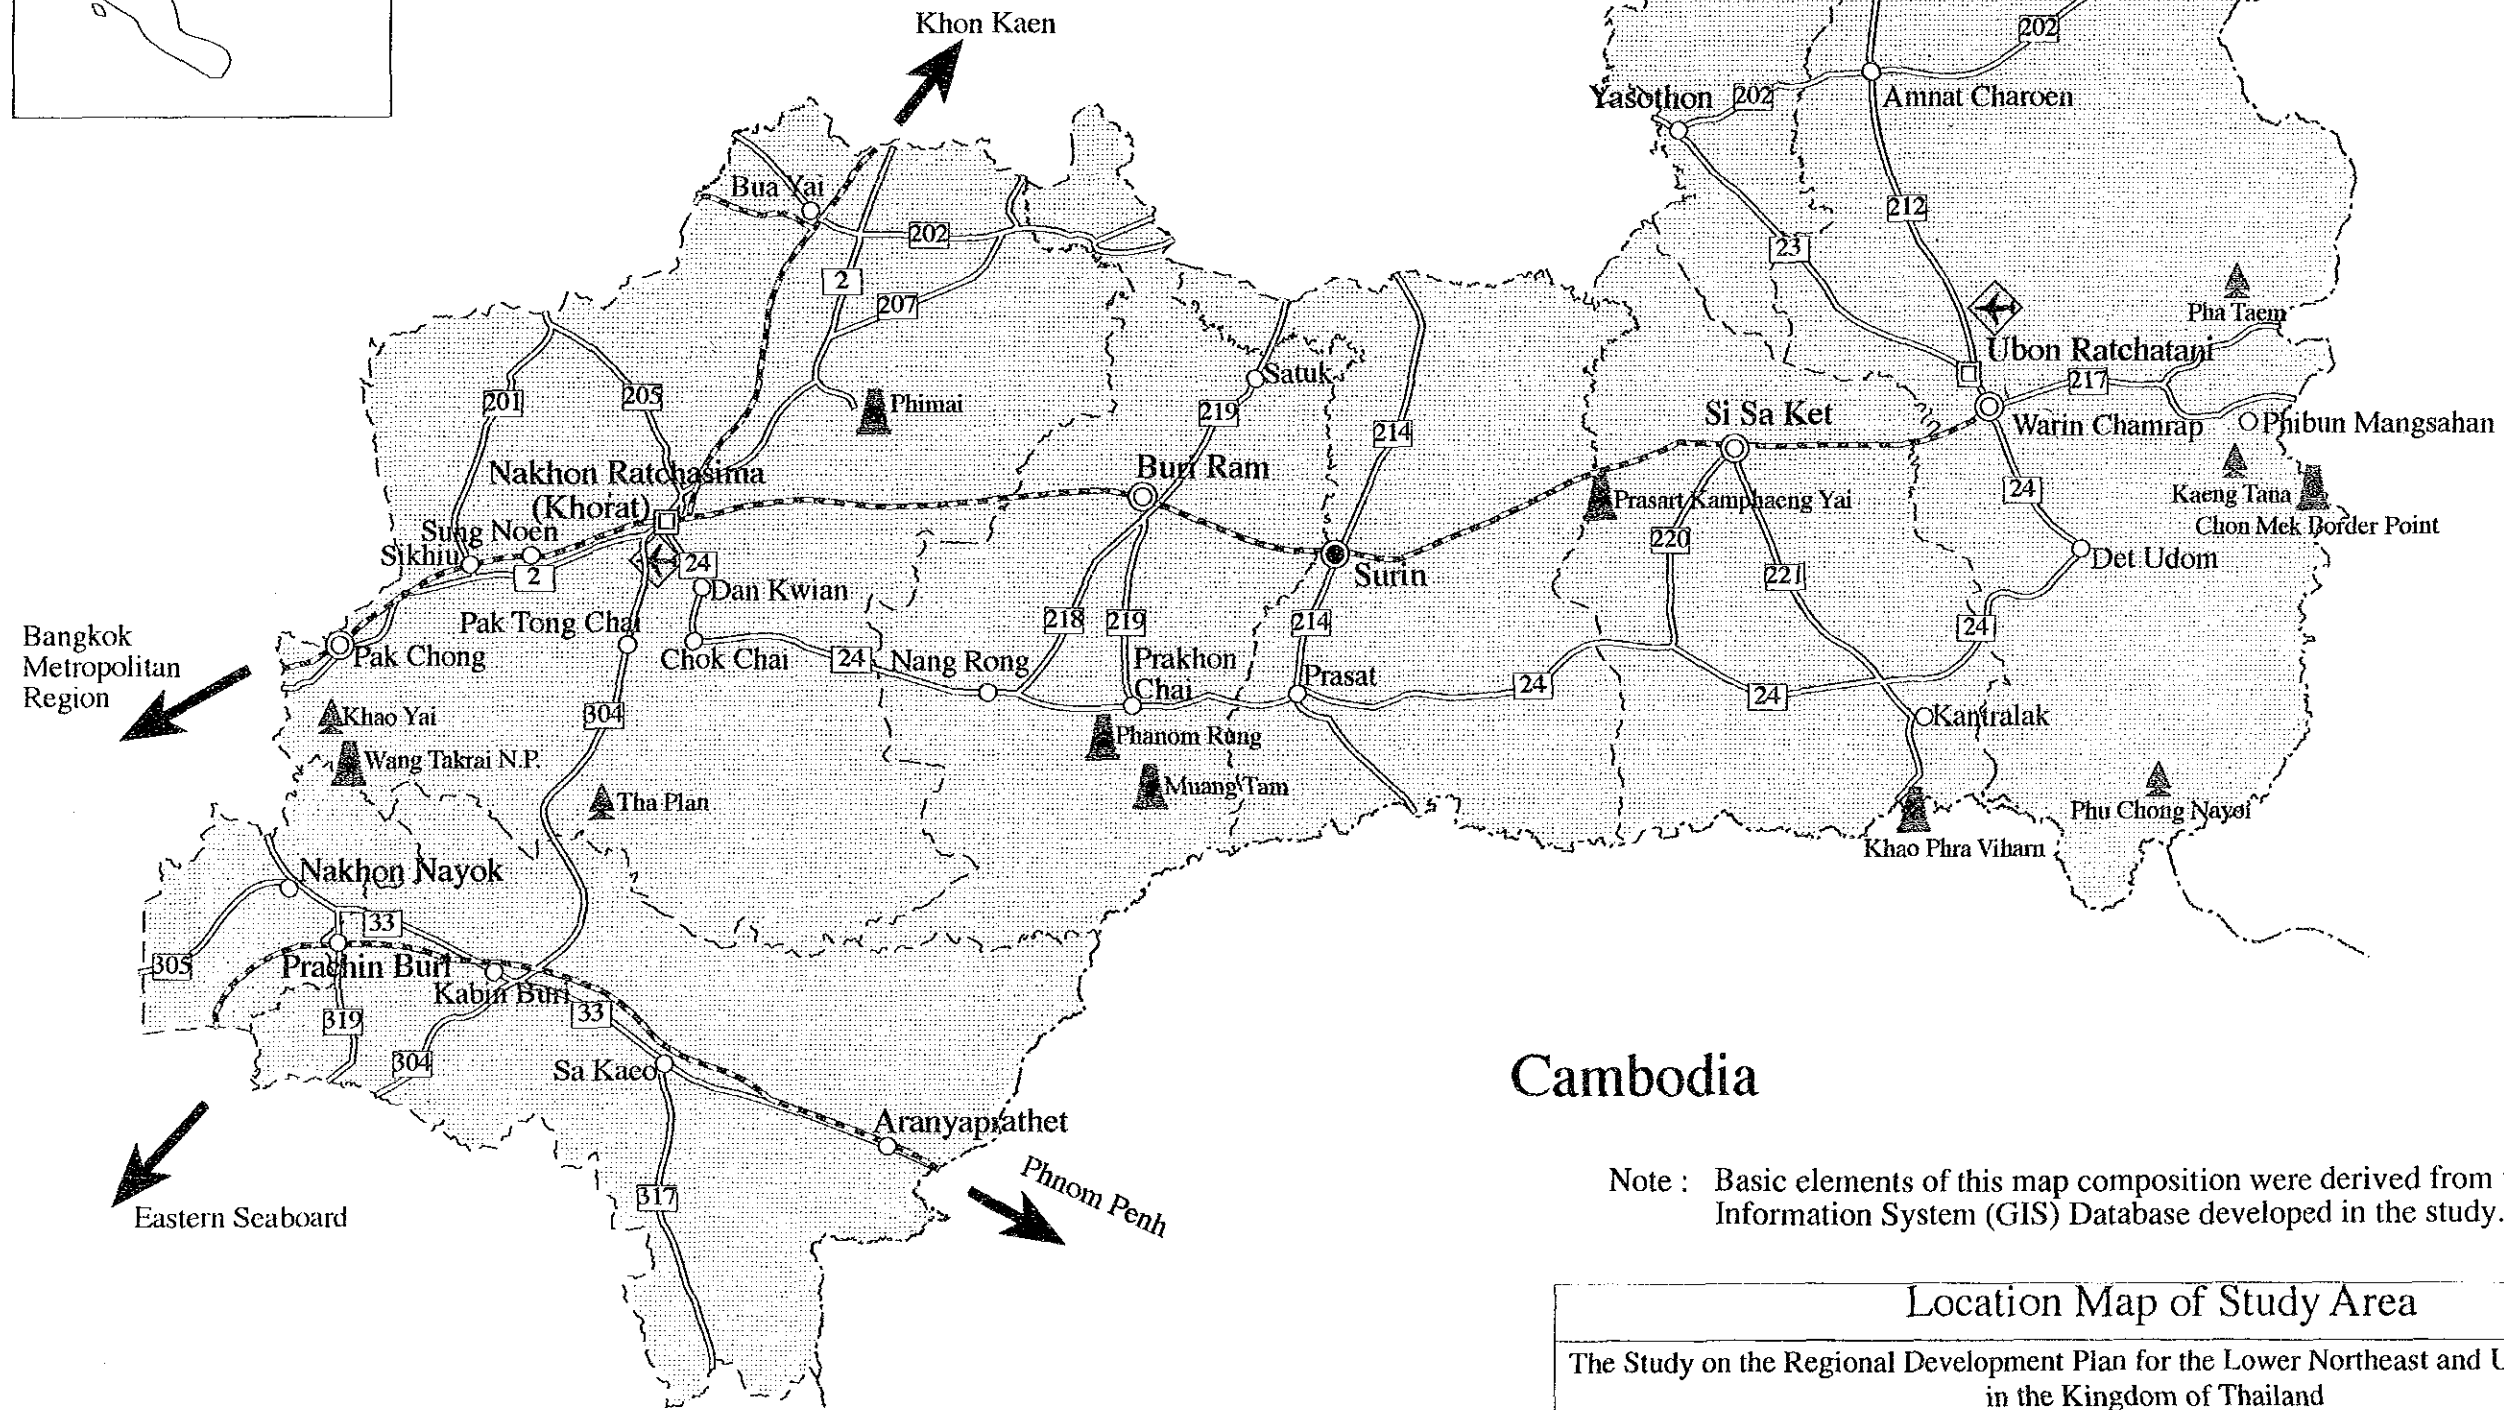 Khon Kaen
202
Yasothon
202
Amnat Charoen
Bua Yai
202
212
23
2
207
Pha Taem
Ubon Ratchatani
217
Satuk
201
205
Phimai
219
214
Si Sa Ket
Warin Chamrap
Phibun Mangsahan
Nakhon Ratchasima
(Khorat)
Buri Ram
Prasart Kamphaeng Yai
24
Kaeng Tana
Chon Mek Border Point
Sung Noen
Sikhiu
2
24
Dan Kwian
Surin
220
221
Det Udom
Bangkok
Metropolitan
Region
Pak Tong Chai
Pak Chong
Chok Chai
24
Nang Rong
218
219
214
Prakhon
Chai
Prasat
24
24
24
Kantralak
Khao Yai
304
Wang Takrai N.P.
Phanom Rung
Muang Tam
Tha Plan
Phu Chong Nayoi
Khao Phra Viharn
Nakhon Nayok
33
305
Prachin Buri
Kabin Buri
319
33
304
Sa Kaeo
Cambodia
Aranyaprathet
Phnom Penh
317
Eastern Seaboard
Note : Basic elements of this map composition were derived from
Information System (GIS) Database developed in the study.
Location Map of Study Area
The Study on the Regional Development Plan for the Lower Northeast and U
in the Kingdom of Thailand